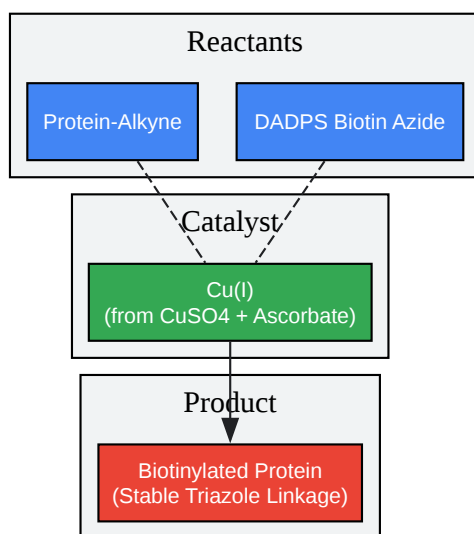 Reactants
Protein-Alkyne
DADPS Biotin Azide
Catalyst
Cu(I)
(from CuSO4 + Ascorbate)
Product
Biotinylated Protein
(Stable Triazole Linkage)